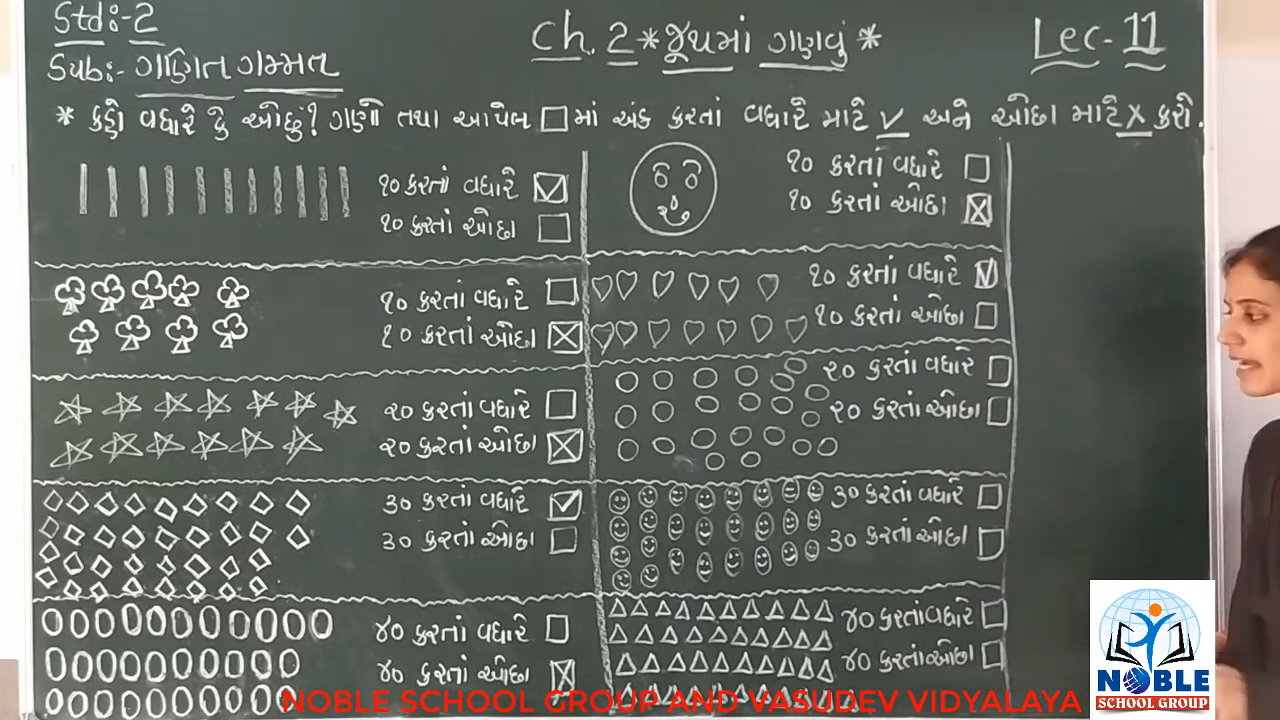 Std:- 2
Ch. 2 * જૂથમાં ગણવું *
Lec- 11
Sub:- ગણિત ગમ્મત
* કહો વધારે કે ઓછું? ગણો તથા આપેલ □ માં અંક કરતાં વધારે માટે ✓ અને ઓછા માટે X કરો.
૧૦ કરતાં વધારે ☑
૧૦ કરતાં ઓછા □
૧૦ કરતાં વધારે □
૧૦ કરતાં ઓછા ☒
૨૦ કરતાં વધારે □
૨૦ કરતાં ઓછા ☒
૩૦ કરતાં વધારે ☑
૩૦ કરતાં ઓછા □
૪૦ કરતાં વધારે □
૪૦ કરતાં ઓછા ☒
૧૦ કરતાં વધારે □
૧૦ કરતાં ઓછા ☒
૧૦ કરતાં વધારે ☑
૧૦ કરતાં ઓછા □
૨૦ કરતાં વધારે □
૨૦ કરતાં ઓછા □
૩૦ કરતાં વધારે □
૩૦ કરતાં ઓછા □
૪૦ કરતાં વધારે □
૪૦ કરતાં ઓછા □
NOBLE SCHOOL GROUP AND VASUDEV VIDYALAYA
NOBLE
SCHOOL GROUP